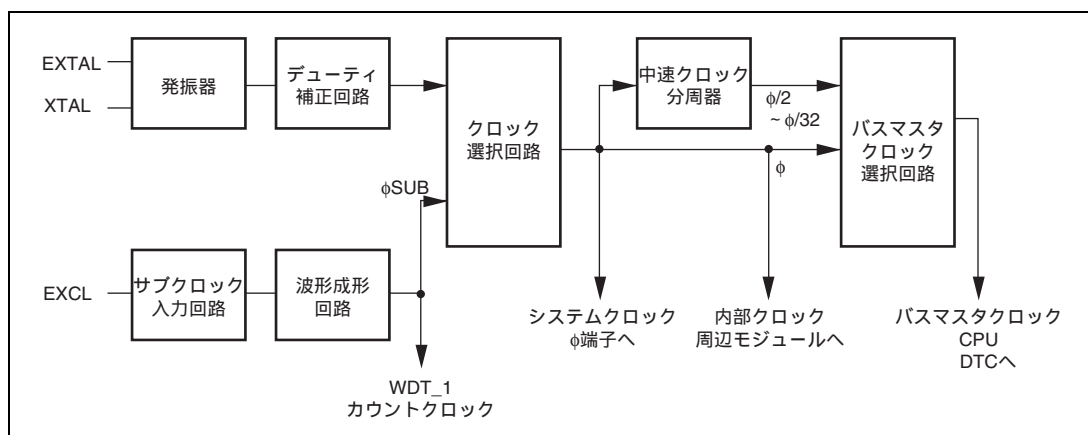 EXTAL
XTAL
発振器
デューティ
補正回路
クロック
選択回路
中速クロック
分周器
φ/2
~ φ/32
φ
バスマスタ
クロック
選択回路
φSUB
EXCL
サブクロック
入力回路
波形成形
回路
システムクロック
φ端子へ
内部クロック
周辺モジュールへ
バスマスタクロック
CPU
DTCへ
WDT_1
カウントクロック